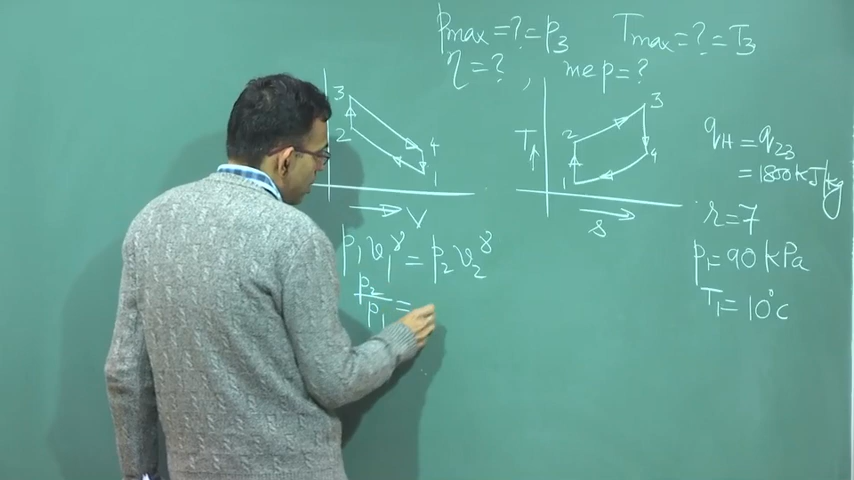 pmax = ? = p3 Tmax = ? = T3
η = ? , mep = ?
3
2
4
1
V
T
3
2
4
1
s
qH = q23
= 1800 kJ/kg
r = 7
p1 = 90 kPa
T1 = 10°C
p1 v1^γ = p2 v2^γ
p2/p1 =